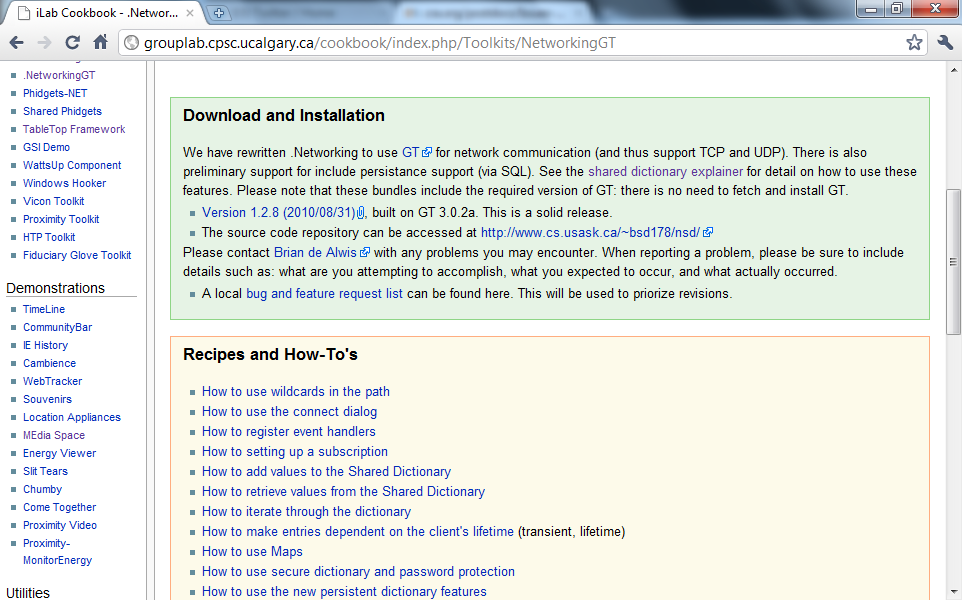 iLab Cookbook - .Networ...
grouplab.cpsc.ucalgary.ca/cookbook/index.php/Toolkits/NetworkingGT
.NetworkingGT
Phidgets-NET
Shared Phidgets
TableTop Framework
GSI Demo
WattsUp Component
Windows Hooker
Vicon Toolkit
Proximity Toolkit
HTP Toolkit
Fiduciary Glove Toolkit
Demonstrations
TimeLine
CommunityBar
IE History
Cambience
WebTracker
Souvenirs
Location Appliances
MEdia Space
Energy Viewer
Slit Tears
Chumby
Come Together
Proximity Video
Proximity-
MonitorEnergy
Utilities
Download and Installation
We have rewritten .Networking to use GT for network communication (and thus support TCP and UDP). There is also
preliminary support for include persistance support (via SQL). See the shared dictionary explainer for detail on how to use these
features. Please note that these bundles include the required version of GT: there is no need to fetch and install GT.
Version 1.2.8 (2010/08/31), built on GT 3.0.2a. This is a solid release.
The source code repository can be accessed at http://www.cs.usask.ca/~bsd178/nsd/
Please contact Brian de Alwis with any problems you may encounter. When reporting a problem, please be sure to include
details such as: what are you attempting to accomplish, what you expected to occur, and what actually occurred.
A local bug and feature request list can be found here. This will be used to priorize revisions.
Recipes and How-To's
How to use wildcards in the path
How to use the connect dialog
How to register event handlers
How to setting up a subscription
How to add values to the Shared Dictionary
How to retrieve values from the Shared Dictionary
How to iterate through the dictionary
How to make entries dependent on the client's lifetime (transient, lifetime)
How to use Maps
How to use secure dictionary and password protection
How to use the new persistent dictionary features